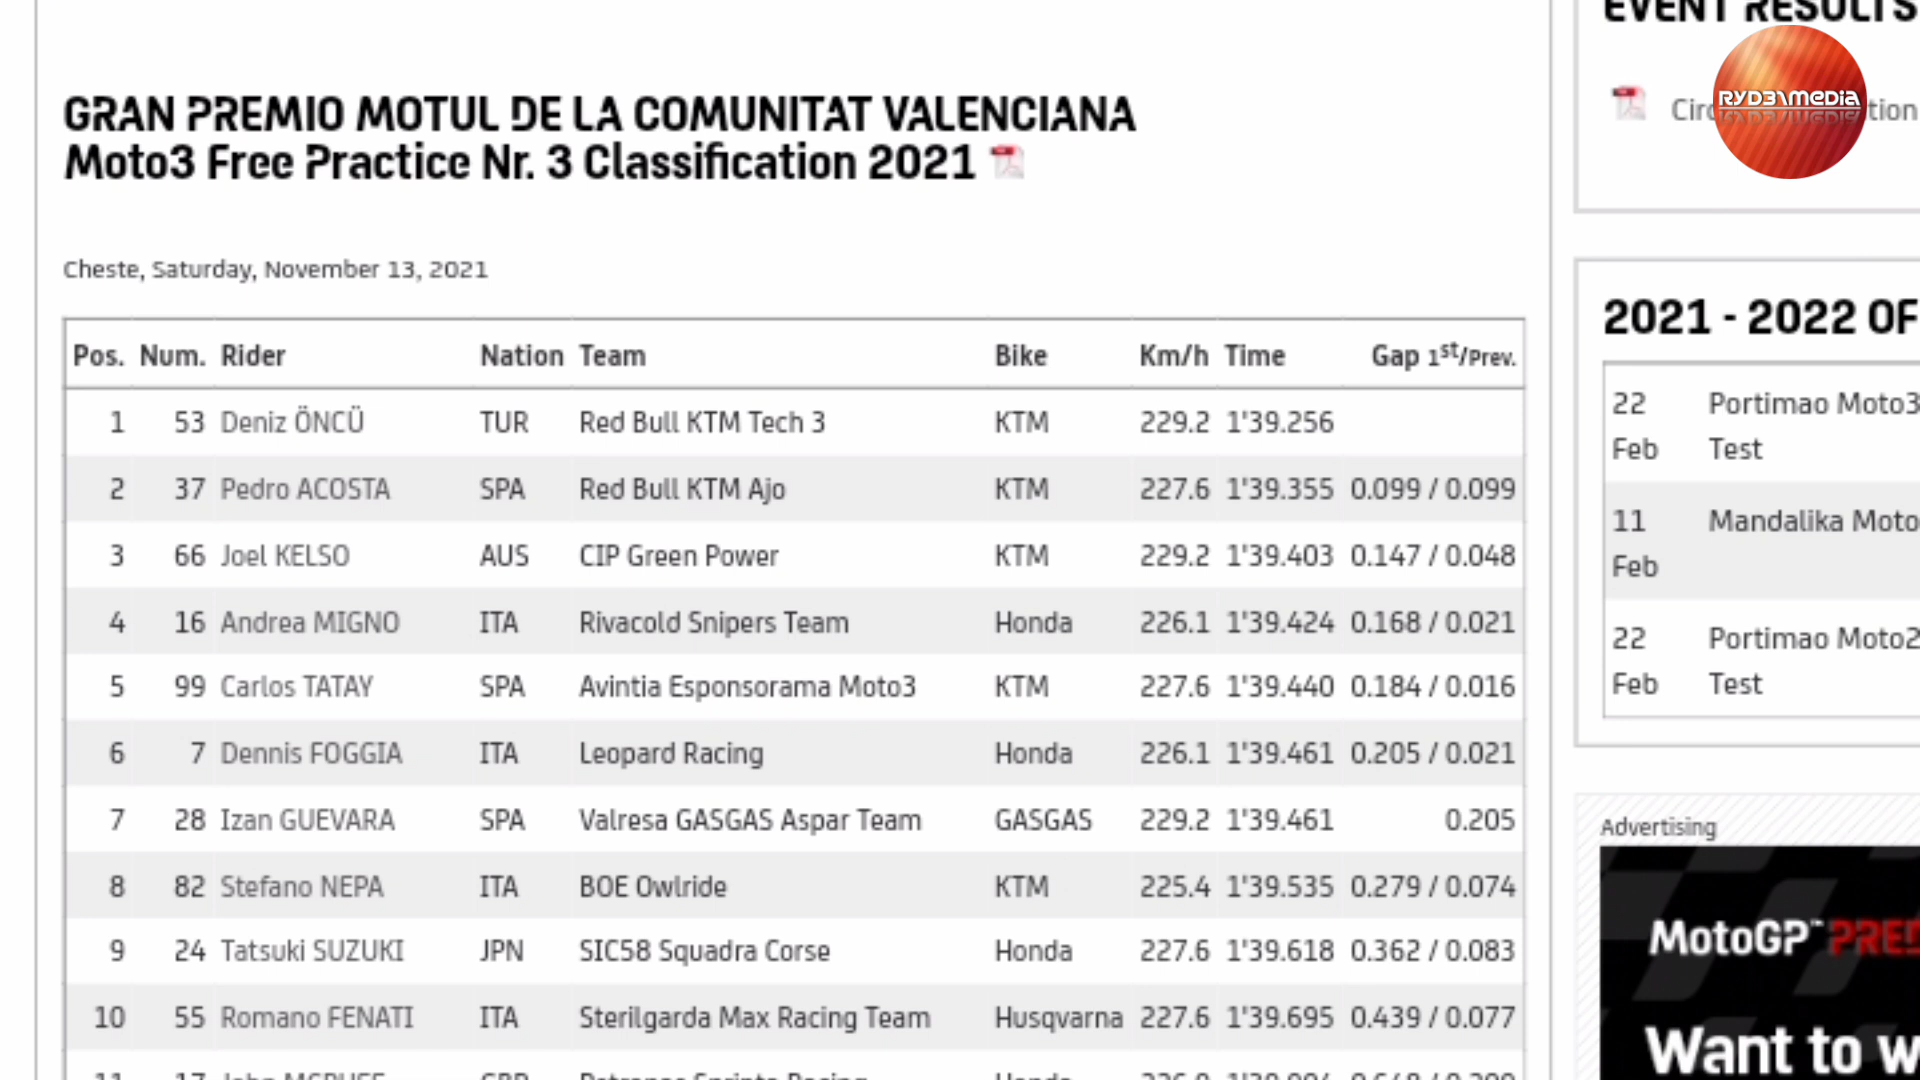 EVENT RESULTS
RYD3\MEDIA
GRAN PREMIO MOTUL DE LA COMUNITAT VALENCIANA
Moto3 Free Practice Nr. 3 Classification 2021
Cheste, Saturday, November 13, 2021
Pos. Num. Rider Nation Team Bike Km/h Time Gap 1st/Prev.
1 53 Deniz ÖNCÜ TUR Red Bull KTM Tech 3 KTM 229.2 1'39.256
2 37 Pedro ACOSTA SPA Red Bull KTM Ajo KTM 227.6 1'39.355 0.099 / 0.099
3 66 Joel KELSO AUS CIP Green Power KTM 229.2 1'39.403 0.147 / 0.048
4 16 Andrea MIGNO ITA Rivacold Snipers Team Honda 226.1 1'39.424 0.168 / 0.021
5 99 Carlos TATAY SPA Avintia Esponsorama Moto3 KTM 227.6 1'39.440 0.184 / 0.016
6 7 Dennis FOGGIA ITA Leopard Racing Honda 226.1 1'39.461 0.205 / 0.021
7 28 Izan GUEVARA SPA Valresa GASGAS Aspar Team GASGAS 229.2 1'39.461 0.205
8 82 Stefano NEPA ITA BOE Owlride KTM 225.4 1'39.535 0.279 / 0.074
9 24 Tatsuki SUZUKI JPN SIC58 Squadra Corse Honda 227.6 1'39.618 0.362 / 0.083
10 55 Romano FENATI ITA Sterilgarda Max Racing Team Husqvarna 227.6 1'39.695 0.439 / 0.077
2021 - 2022 OF
22 Portimao Moto3
Feb Test
11 Mandalika Moto
Feb
22 Portimao Moto2
Feb Test
Advertising
MotoGP™ PRED
Want to w